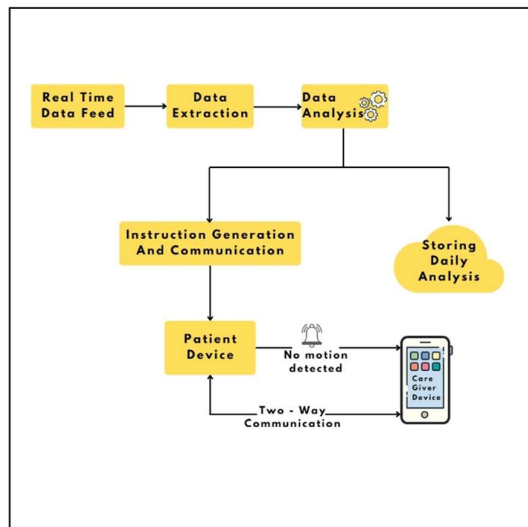 Real Time
Data Feed
Data
Extraction
Data
Analysis
Instruction Generation
And Communication
Storing
Daily
Analysis
Patient
Device
No motion
detected
Care
Giver
Device
Two - Way
Communication